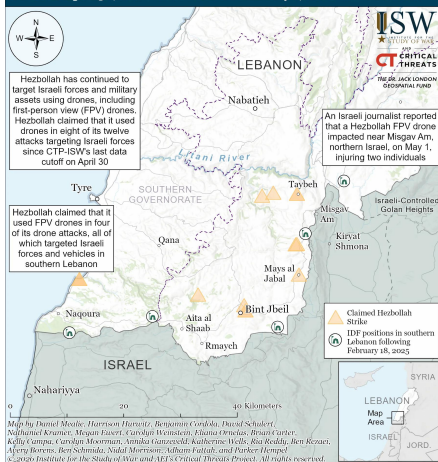 N
W
E
S
ISW
INSTITUTE FOR THE
STUDY OF WAR
AND
CT CRITICAL
THREATS
THE DR. JACK LONDON
GEOSPATIAL FUND
LEBANON
Hezbollah has continued to
target Israeli forces and military
assets using drones, including
first-person view (FPV) drones.
Hezbollah claimed that it used
drones in eight of its twelve
attacks targeting Israeli forces
since CTP-ISW's last data
cutoff on April 30
Nabatieh
An Israeli journalist reported
that a Hezbollah FPV drone
impacted near Misgav Am,
northern Israel, on May 1,
injuring two individuals
Litani River
Tyre
SOUTHERN
GOVERNORATE
Taybeh
Israeli-Controlled
Golan Heights
Misgav
Am
Hezbollah claimed that it
used FPV drones in four
of its drone attacks, all of
which targeted Israeli
forces and vehicles in
southern Lebanon
Qana
Kiryat
Shmona
Mays al
Jabal
Naqoura
Aita al
Shaab
Bint Jbeil
Rmaych
Claimed Hezbollah
Strike
IDF positions in southern
Lebanon following
February 18, 2025
ISRAEL
Nahariyya
0
40 Kilometers
SYRIA
LEBANON
Map
Area
ISRAEL
JORD.
Map by Daniel Mealie, Harrison Hurwitz, Benjamin Cordola, David Schulert,
Nathaniel Kramer, Megan Ewert, Carolyn Weinstein, Eliana Ornelas, Brian Carter,
Kelly Campa, Carolyn Moorman, Annika Ganzeveld, Katherine Wells, Ria Reddy, Ben Rezaei,
Avery Borens, Ben Schmida, Nidal Morrison, Adham Fattah, and Parker Hempel
© 2026 Institute for the Study of War and AEI's Critical Threats Project. All rights reserved.